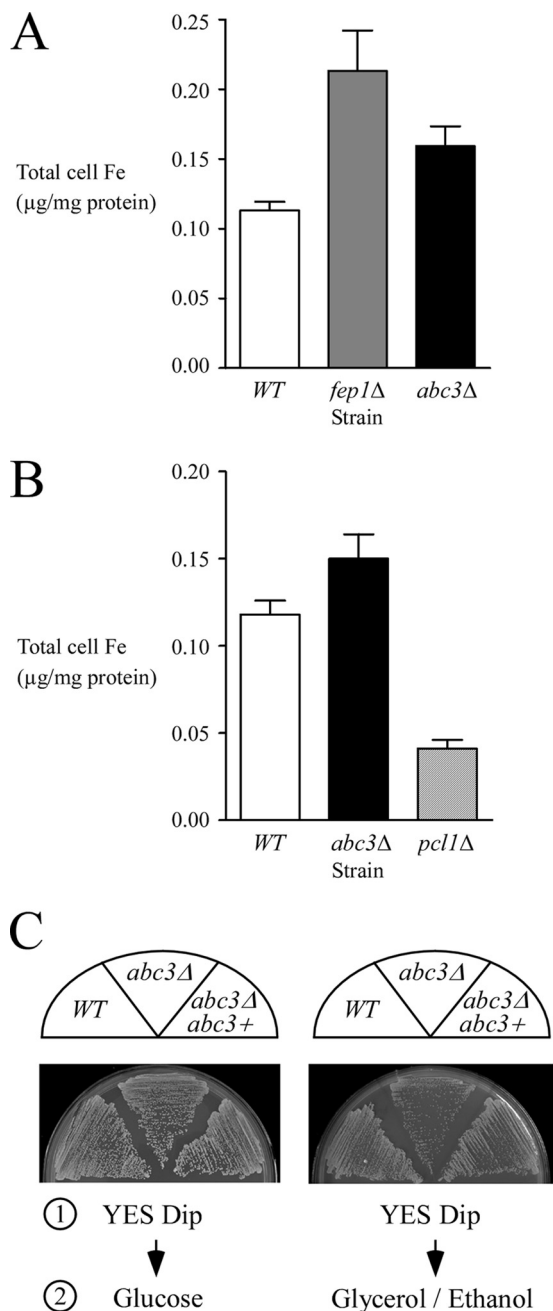 A
0.25
0.20
0.15
0.10
0.05
0.00
Total cell Fe
(µg/mg protein)
WT fep1Δ abc3Δ
Strain
B
0.20
0.15
0.10
0.05
0.00
Total cell Fe
(µg/mg protein)
WT abc3Δ pcl1Δ
Strain
C
WT abc3Δ abc3Δ
abc3+
WT abc3Δ abc3Δ
abc3+
1 YES Dip YES Dip
2 Glucose Glycerol / Ethanol